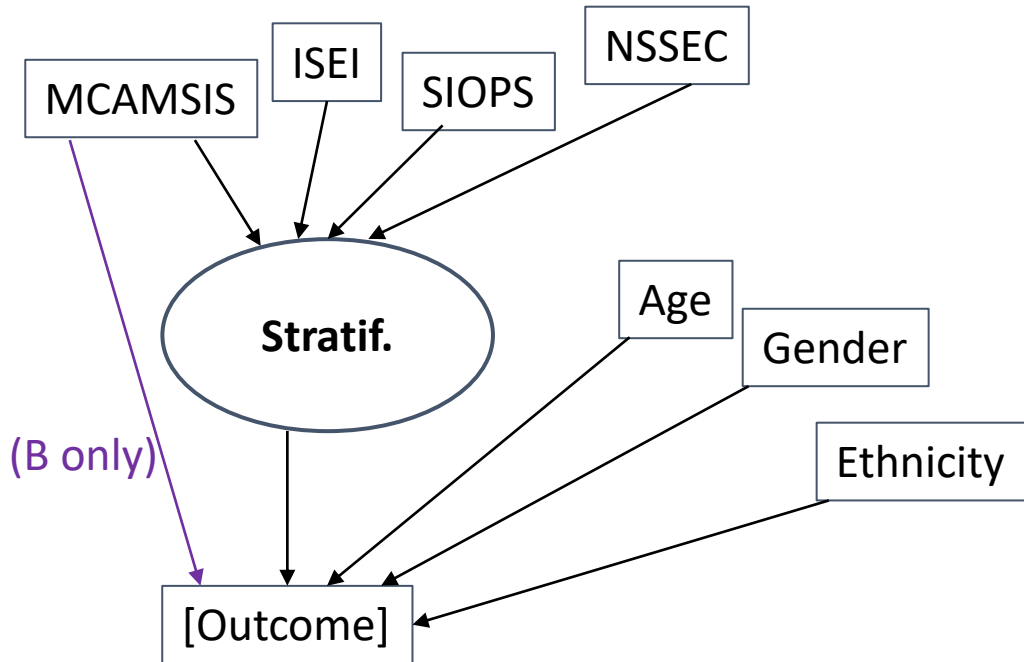 MCAMSIS
ISEI
SIOPS
NSSEC
Stratif.
Age
Gender
Ethnicity
(B only)
[Outcome]